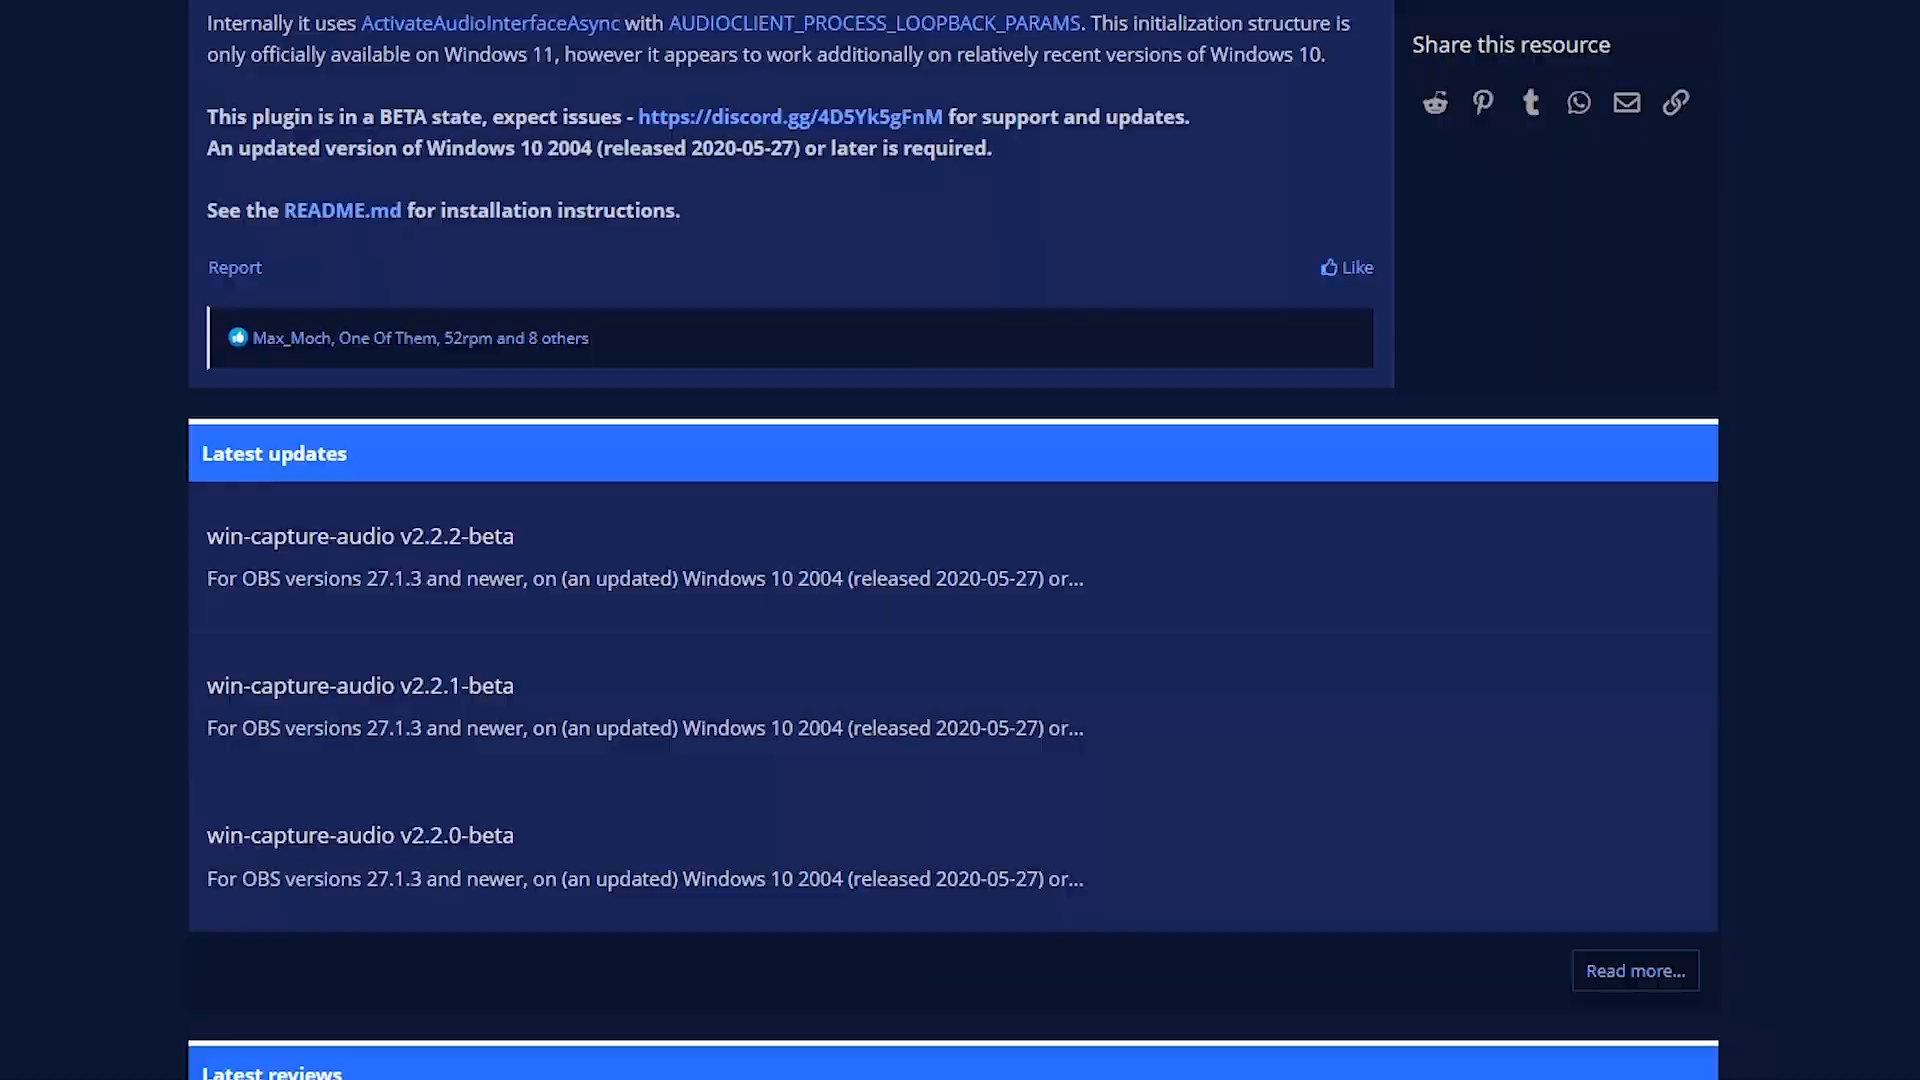 Internally it uses ActivateAudioInterfaceAsync with AUDIOCLIENT_PROCESS_LOOPBACK_PARAMS. This initialization structure is
only officially available on Windows 11, however it appears to work additionally on relatively recent versions of Windows 10.
This plugin is in a BETA state, expect issues - https://discord.gg/4D5Yk5gFnM for support and updates.
An updated version of Windows 10 2004 (released 2020-05-27) or later is required.
See the README.md for installation instructions.
Report
Like
Max_Moch, One Of Them, 52rpm and 8 others
Share this resource
Latest updates
win-capture-audio v2.2.2-beta
For OBS versions 27.1.3 and newer, on (an updated) Windows 10 2004 (released 2020-05-27) or...
win-capture-audio v2.2.1-beta
For OBS versions 27.1.3 and newer, on (an updated) Windows 10 2004 (released 2020-05-27) or...
win-capture-audio v2.2.0-beta
For OBS versions 27.1.3 and newer, on (an updated) Windows 10 2004 (released 2020-05-27) or...
Read more...
Latest reviews